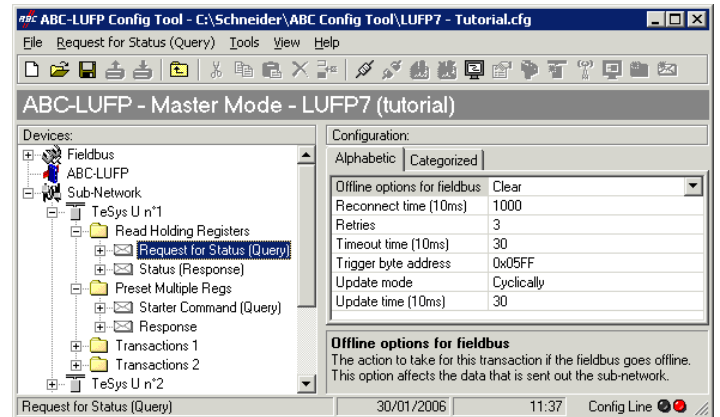 ABC-LUFP Config Tool - C:\Schneider\ABC Config Tool\LUFP7 - Tutorial.cfg
File Request for Status (Query) Tools View Help
ABC-LUFP - Master Mode - LUFP7 (tutorial)
Devices:
Fieldbus
ABC-LUFP
Sub-Network
TeSys U n°1
Read Holding Registers
Request for Status (Query)
Status (Response)
Preset Multiple Regs
Starter Command (Query)
Response
Transactions 1
Transactions 2
TeSys U n°2
Configuration:
Alphabetic Categorized
Offline options for fieldbus Clear
Reconnect time (10ms) 1000
Retries 3
Timeout time (10ms) 30
Trigger byte address 0x05FF
Update mode Cyclically
Update time (10ms) 30
Offline options for fieldbus
The action to take for this transaction if the fieldbus goes offline.
This option affects the data that is sent out the sub-network.
Request for Status (Query) 30/01/2006 11:37 Config Line